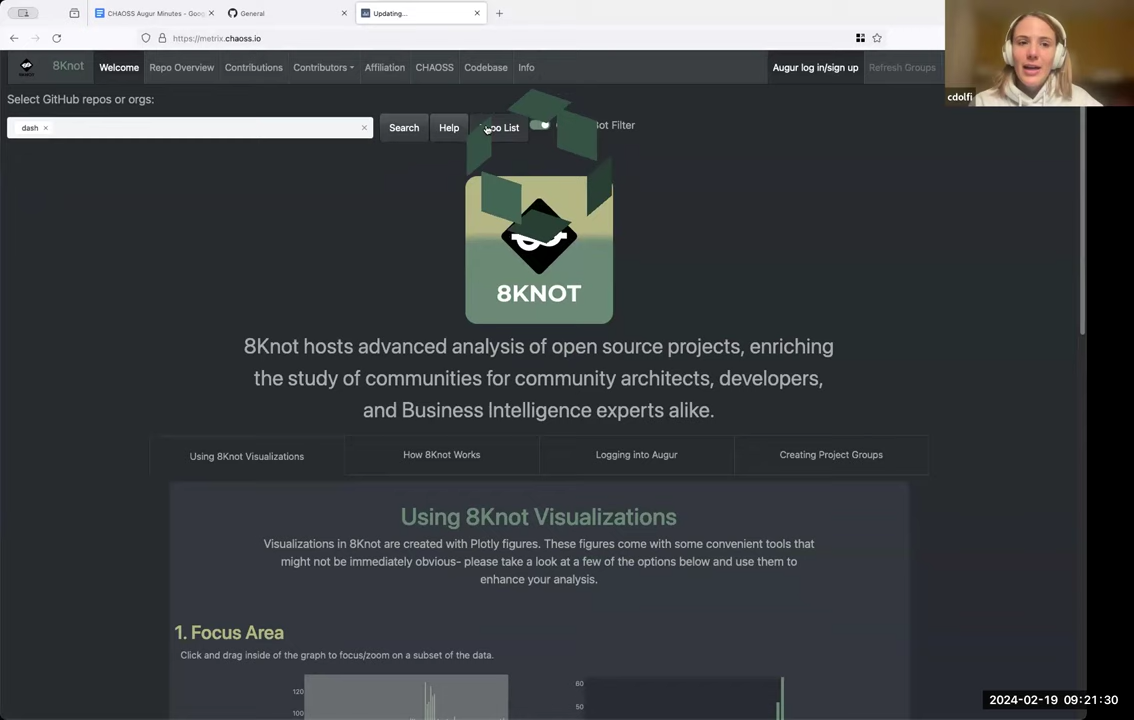 CHAOSS Augur Minutes - Goog
General
Updating...
https://metrix.chaoss.io
8Knot
Welcome
Repo Overview
Contributions
Contributors
Affiliation
CHAOSS
Codebase
Info
Augur log in/sign up
Refresh Groups
cdolfi
Select GitHub repos or orgs:
dash
Search
Help
List
Bot Filter
8KNOT
8Knot hosts advanced analysis of open source projects, enriching
the study of communities for community architects, developers,
and Business Intelligence experts alike.
Using 8Knot Visualizations
How 8Knot Works
Logging into Augur
Creating Project Groups
Using 8Knot Visualizations
Visualizations in 8Knot are created with Plotly figures. These figures come with some convenient tools that
might not be immediately obvious- please take a look at a few of the options below and use them to
enhance your analysis.
1. Focus Area
Click and drag inside of the graph to focus/zoom on a subset of the data.
120
100
80
50
2024-02-19 09:21:30